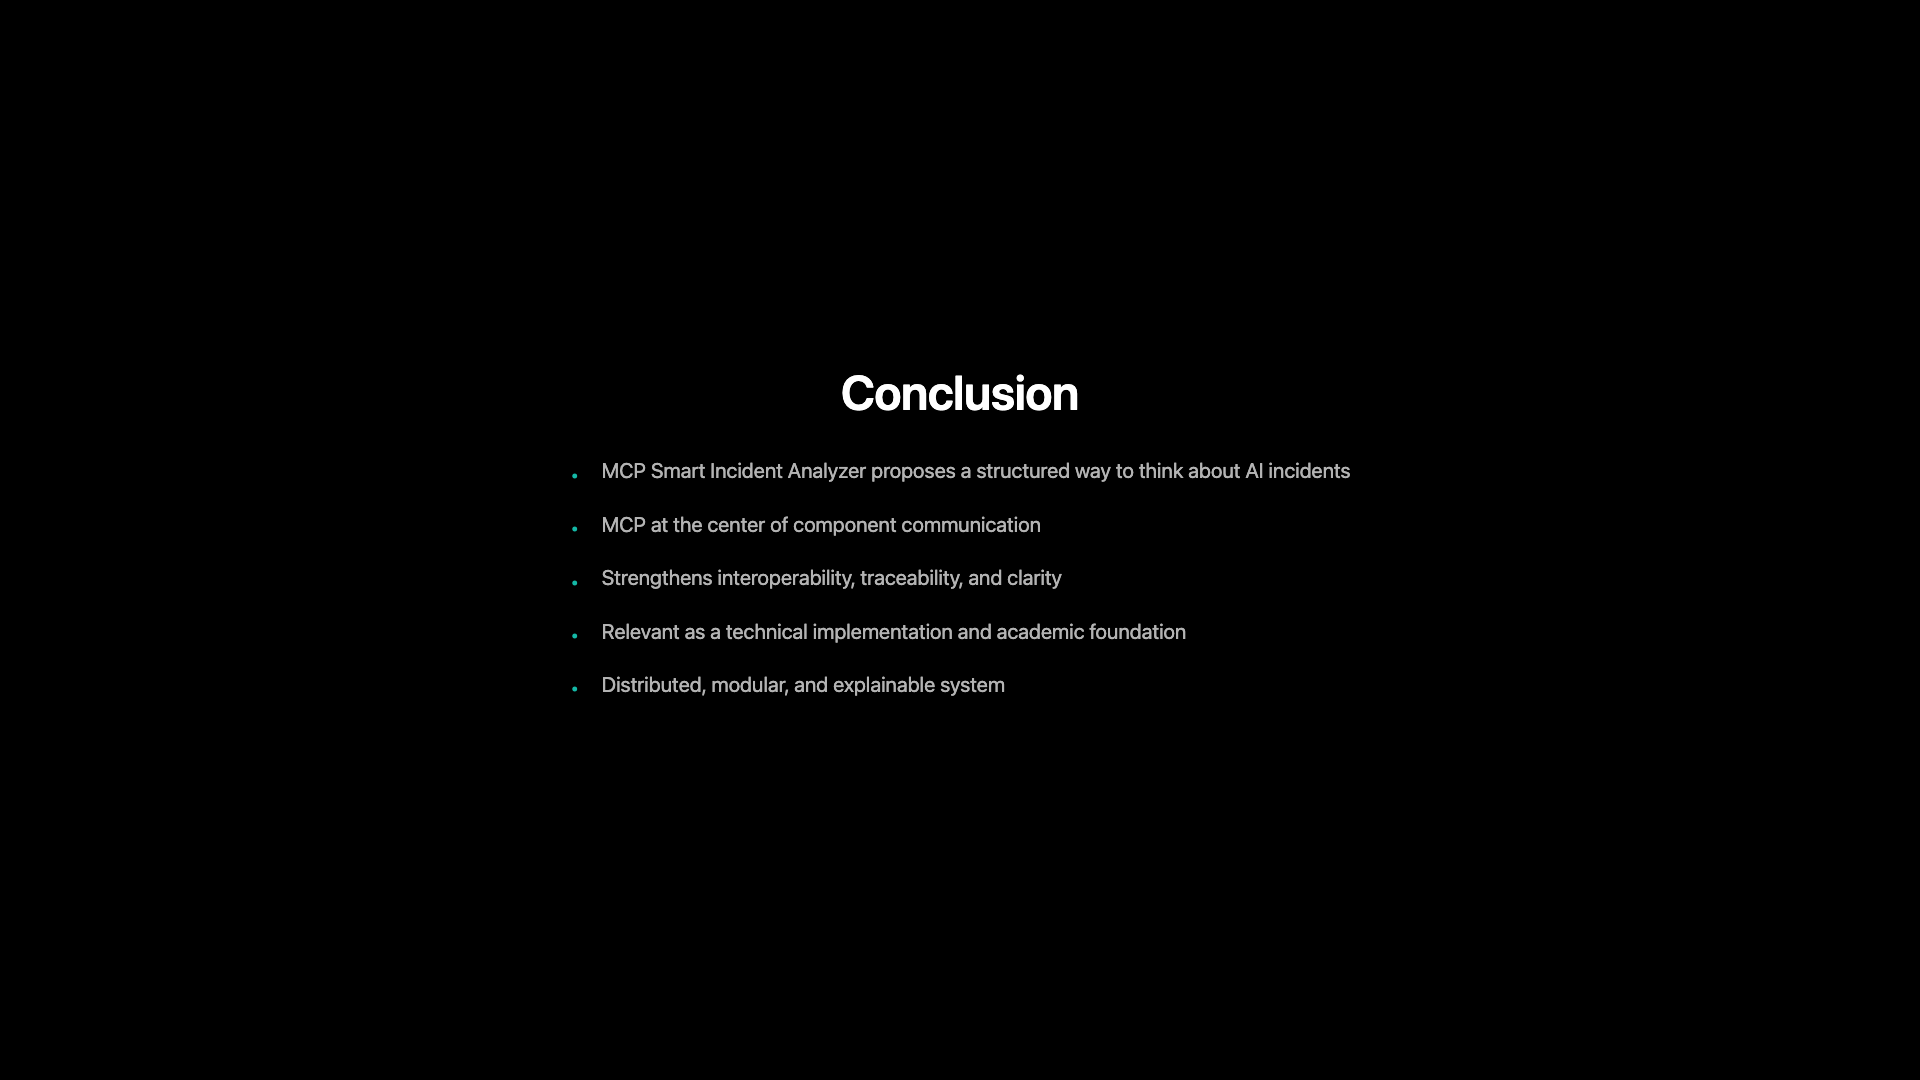 Conclusion
• MCP Smart Incident Analyzer proposes a structured way to think about AI incidents
• MCP at the center of component communication
• Strengthens interoperability, traceability, and clarity
• Relevant as a technical implementation and academic foundation
• Distributed, modular, and explainable system